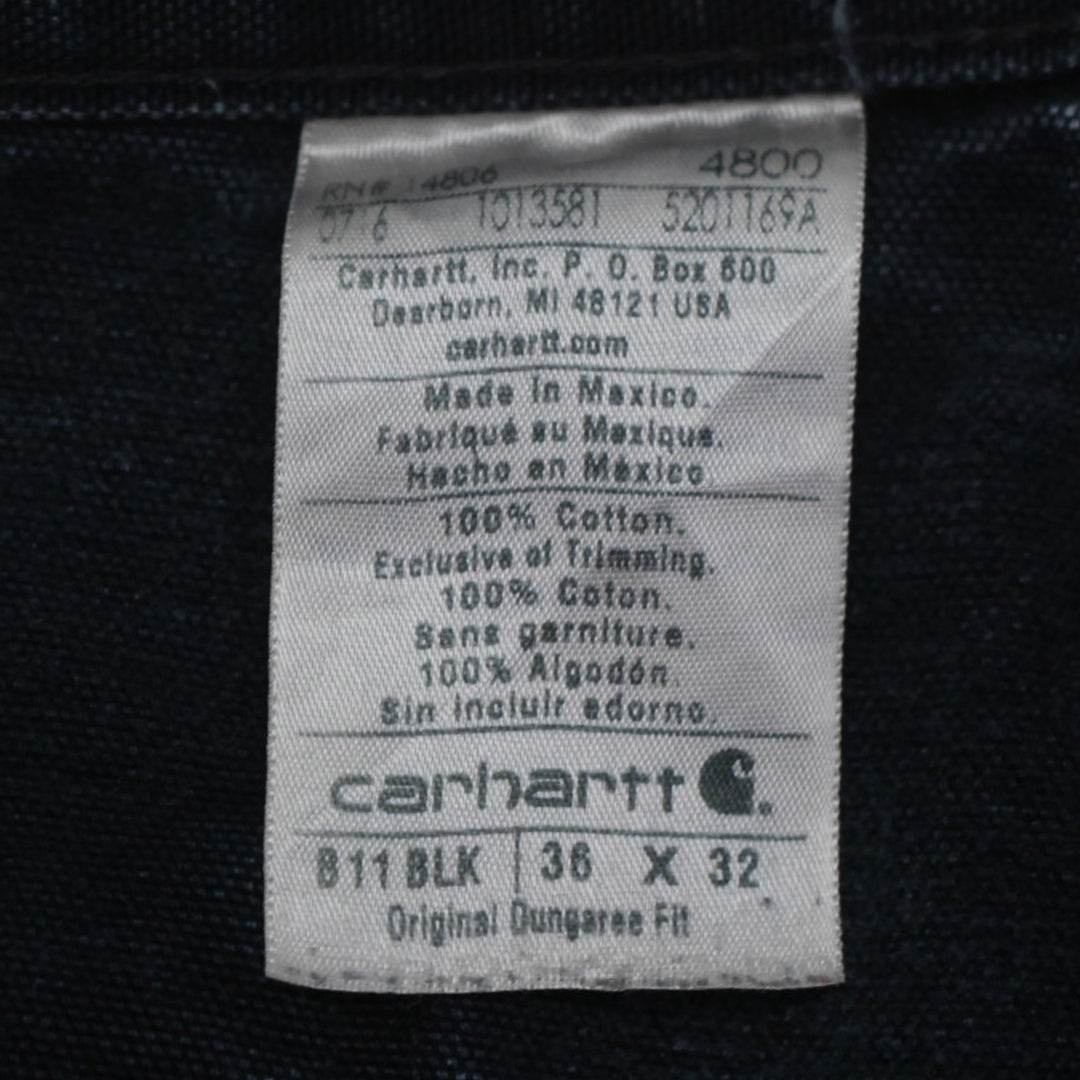 RN# 14806 4800
0716 1013581 5201169A
Carhartt, Inc. P. O. Box 600
Dearborn, MI 48121 USA
carhartt.com
Made in Mexico.
Fabriqué au Mexique.
Hecho en México
100% Cotton.
Exclusive of Trimming.
100% Coton.
Sans garniture.
100% Algodón.
Sin incluir adorno.
carhartt
B11 BLK 36 X 32
Original Dungaree Fit